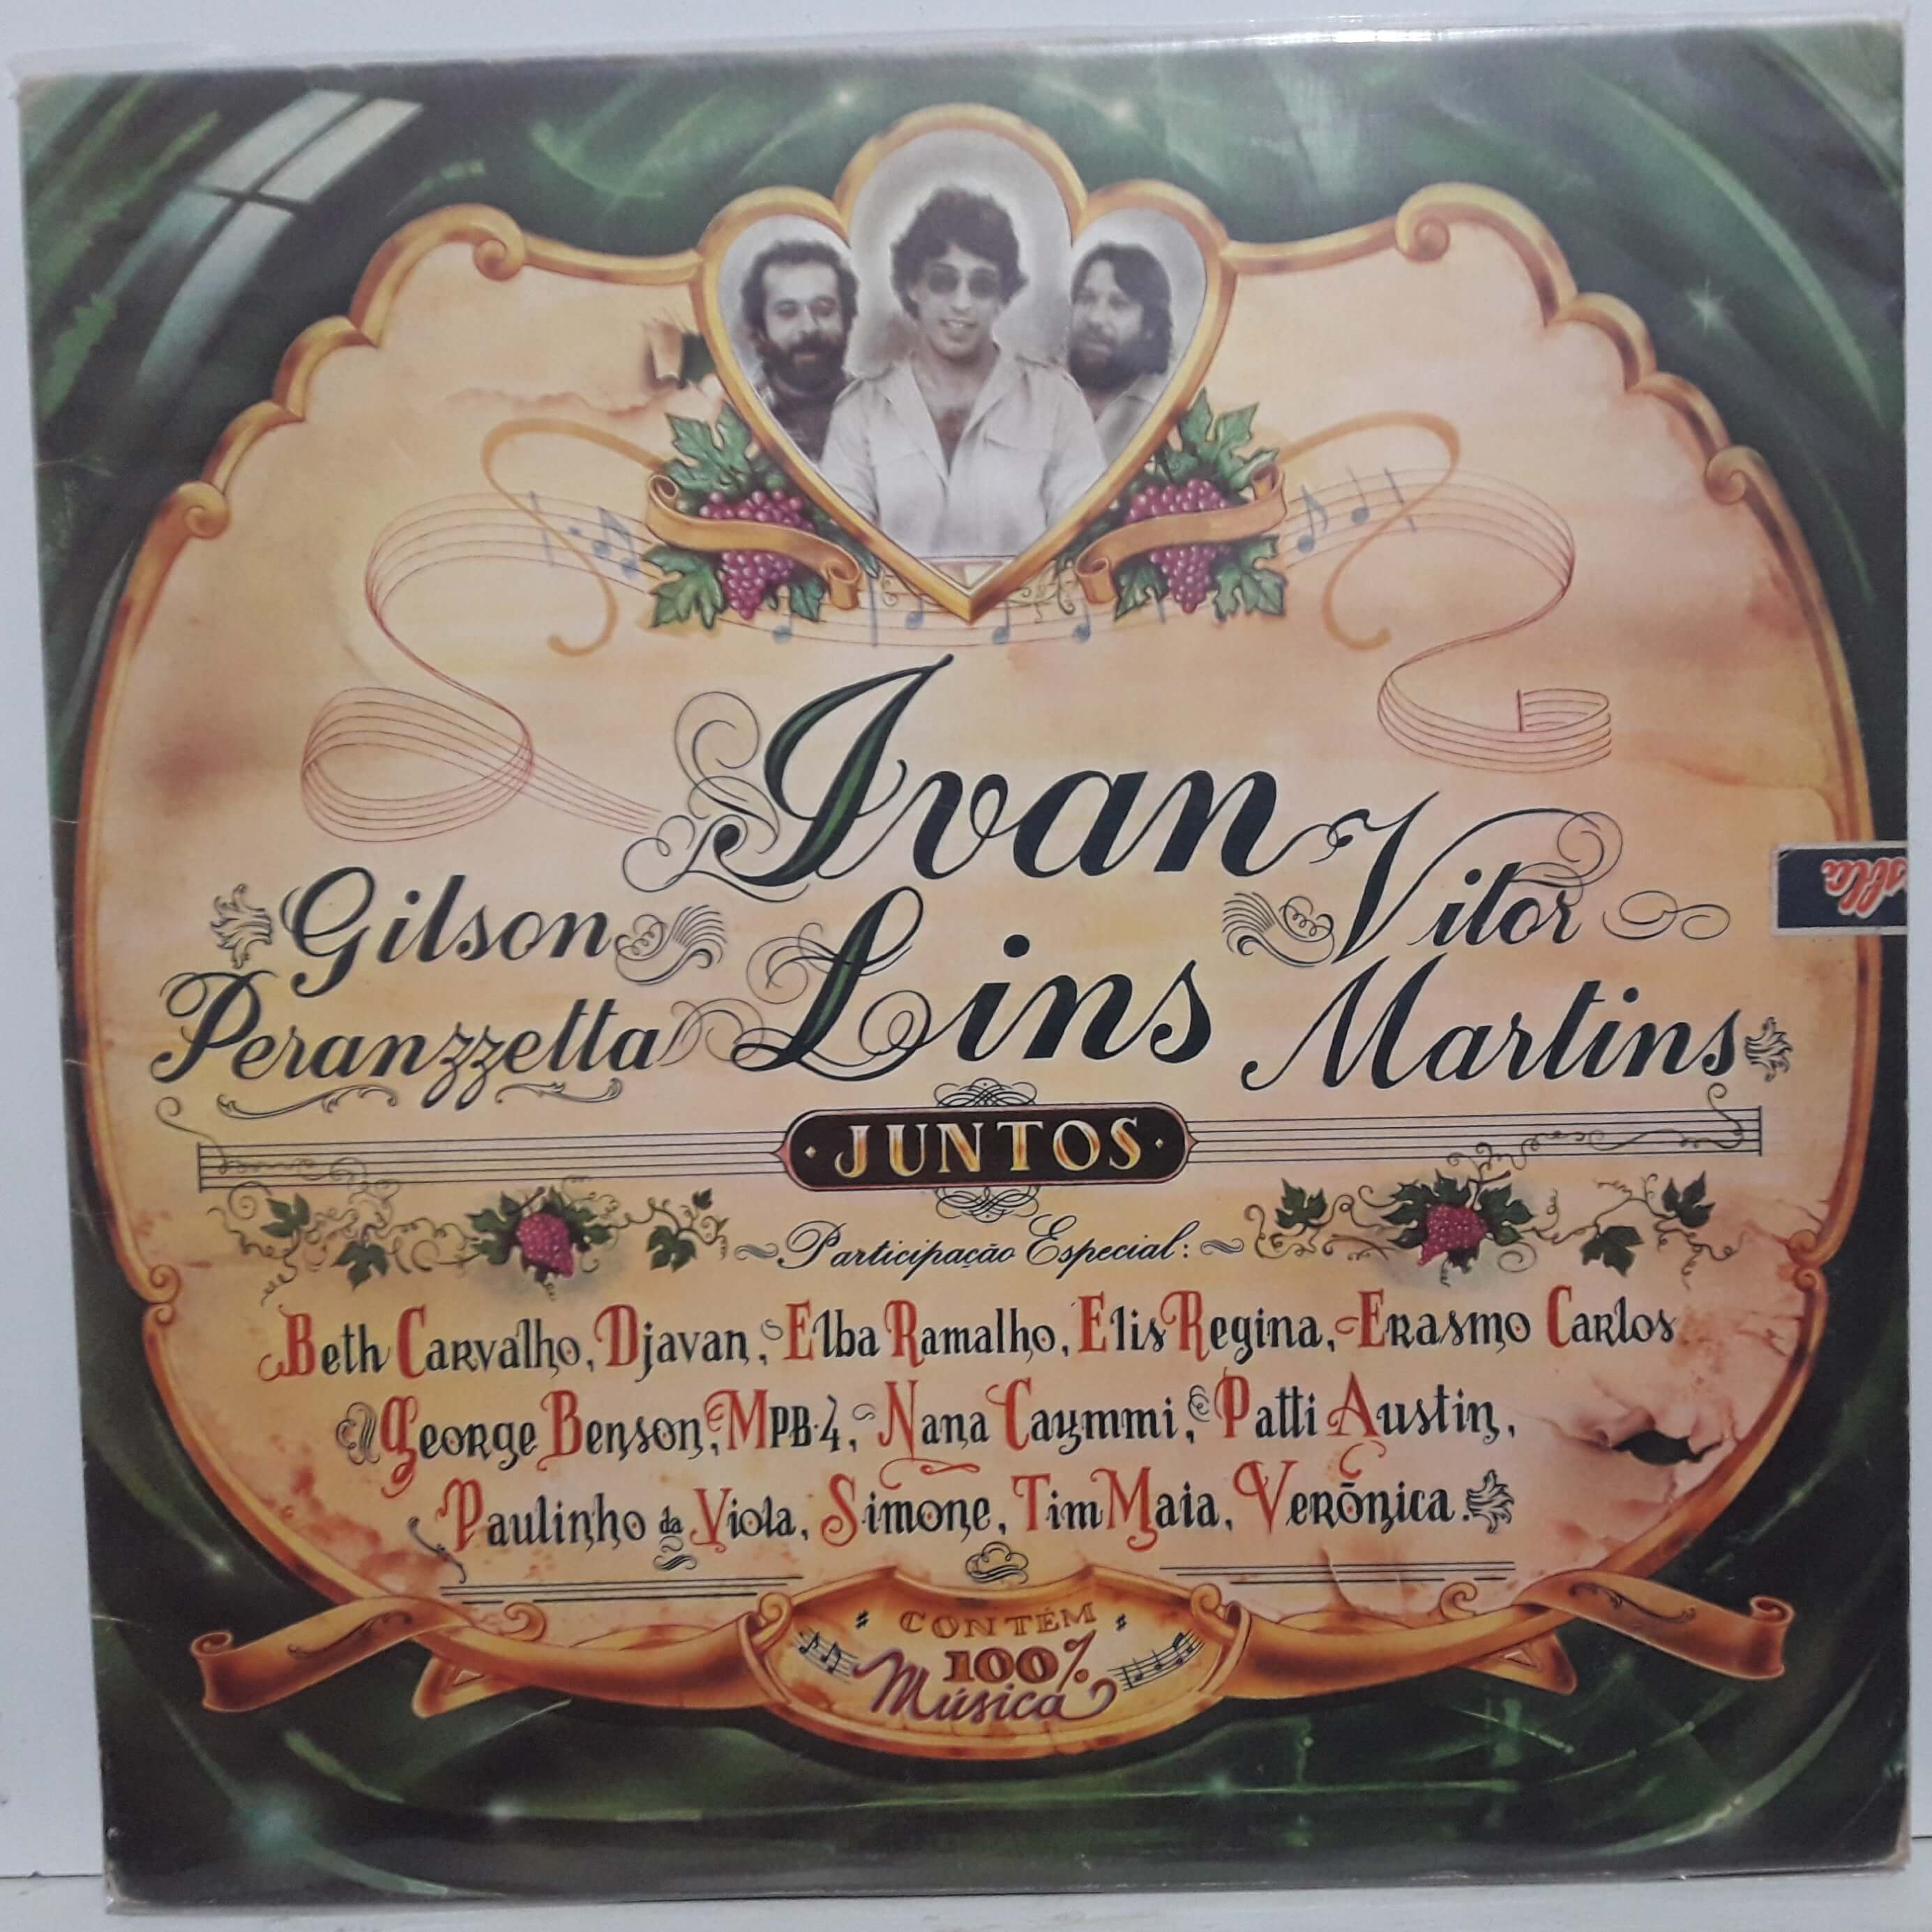 Ivan
Lins
Gilson
Peranzzetta
Vitor
Martins
JUNTOS
Participação Especial:
Beth Carvalho, Djavan, Elba Ramalho, Elis Regina, Erasmo Carlos
George Benson, MPB-4, Nana Caymmi, Patti Austin,
Paulinho da Viola, Simone, Tim Maia, Verônica.
CONTÉM
100%
Música